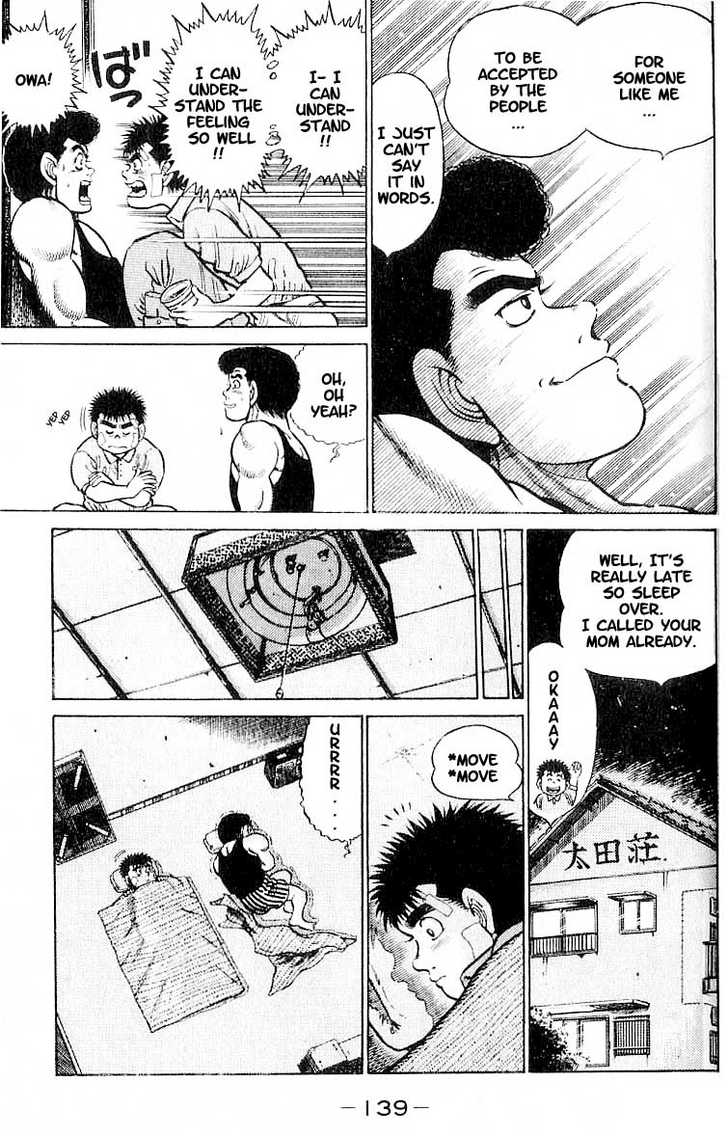 FOR
SOMEONE
LIKE ME
...
TO BE
ACCEPTED
BY THE
PEOPLE
...
I JUST
CAN'T
SAY
IT IN
WORDS.
I- I
CAN
UNDER-
STAND
!!
I CAN
UNDER-
STAND THE
FEELING
SO WELL
!!
ばっ
OWA!
OH,
OH
YEAH?
YEP
YEP
WELL, IT'S
REALLY LATE
SO SLEEP
OVER.
I CALLED YOUR
MOM ALREADY.
OKAAAY
太田荘
*MOVE
*MOVE
URRRR...
-139-